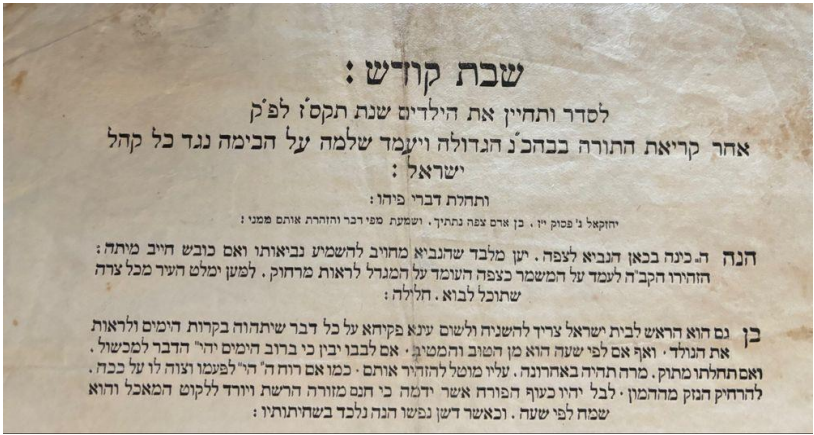 שבת קודש :
לסדר ותחיין את הילדים שנת תקס״ז לפ״ק
אחר קריאת התורה בבהכ״נ הגדולה ויעמד שלמה על הבימה נגד כל קהל
ישראל :
ותחלת דברי פיהו :
יחזקאל ג׳ פסוק י״ז . בן אדם צפה נתתיך . ושמעת מפי דבר והזהרת אותם ממני :
הנה ה׳ כינה בכאן הנביא לצפה . יען מלבד שהנביא מחויב להשמיע נביאותו ואם כובש חייב מיתה :
הזהירו הקב״ה לעמד על המשמר כצפה העומד על המגדל לראות מרחוק . למען ימלט העיר מכל צרה
שתוכל לבוא . חלילה :
כן גם הוא הראש לבית ישראל צריך להשגיח ולשום עינא פקיחא על כל דבר שיתהוה בקרות הימים ולראות
את הנולד · ואף אם לפי שעה הוא מן הטוב והמטיב · אם לבבו יבין כי ברוב הימים יהי׳ הדבר למכשול .
ואם תחלתו מתוק . מרה תהיה באחרונה . עליו מוטל להזהיר אותם · כמו אם רוח ה׳ הי׳ לפעמו וצוה לו על ככה .
להרחיק הנזק מההמון · לבל יהיו כעוף הפורח אשר ידמה כי חנם מזורה הרשת ויורד ללקוט המאכל והוא
שמח לפי שעה . וכאשר דשן נפשו הנה נלכד בשחיתותיו :